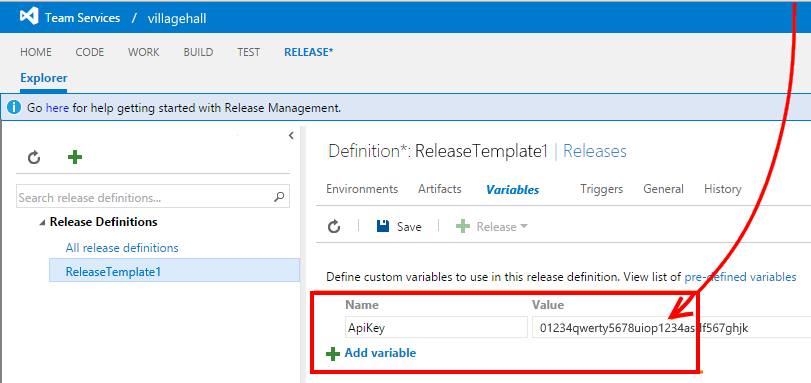 Team Services / villagehall
HOME CODE WORK BUILD TEST RELEASE*
Explorer
Go here for help getting started with Release Management.
Definition*: ReleaseTemplate1 | Releases
Environments Artifacts Variables Triggers General History
Search release definitions...
Save Release
Release Definitions
All release definitions
ReleaseTemplate1
Define custom variables to use in this release definition. View list of pre-defined variables
Name Value
ApiKey 01234qwerty5678uiop1234asdf567ghjk
Add variable